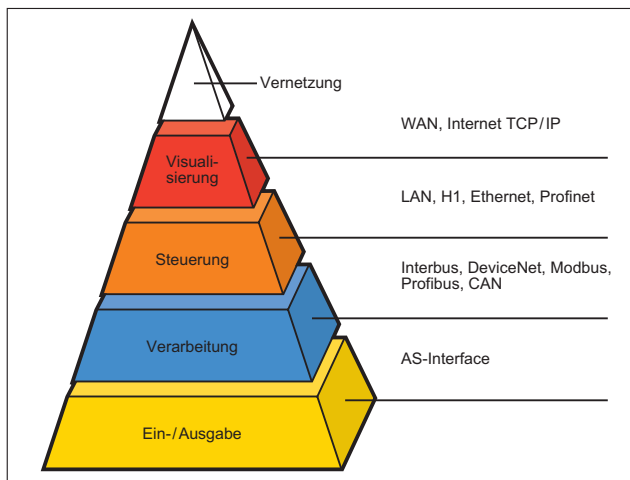 Vernetzung
WAN, Internet TCP/IP
Visuali-
sierung
LAN, H1, Ethernet, Profinet
Steuerung
Interbus, DeviceNet, Modbus,
Profibus, CAN
Verarbeitung
AS-Interface
Ein-/Ausgabe